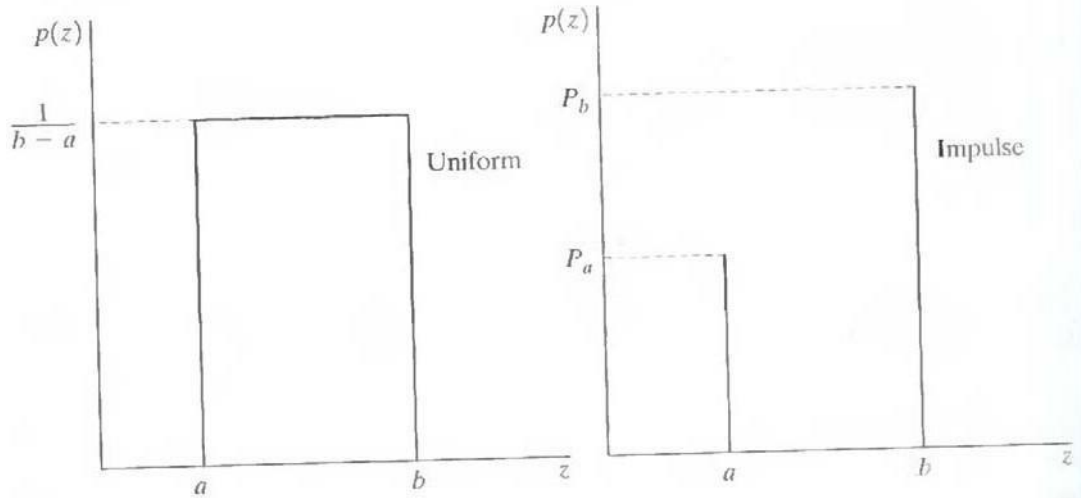 p(z)
1
b − a
Uniform
a
b
z
p(z)
P_b
Impulse
P_a
a
b
z